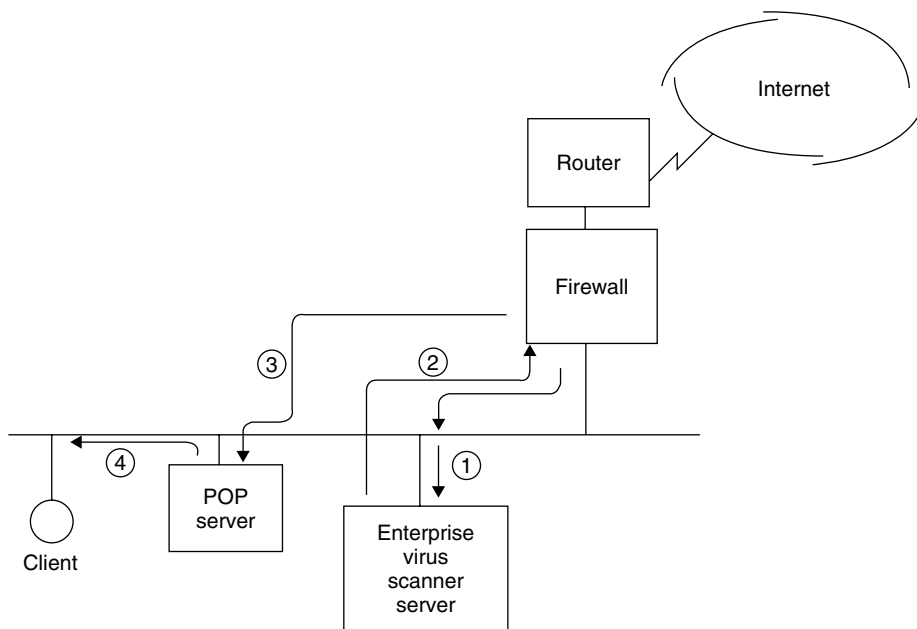 Internet
Router
Firewall
3
2
4
1
POP
server
Client
Enterprise
virus
scanner
server